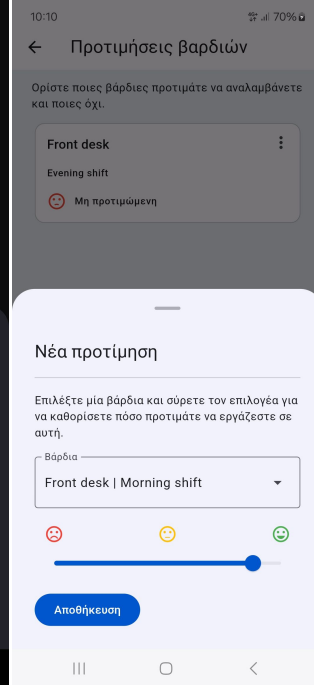 10:10
70%
Προτιμήσεις βαρδιών
Ορίστε ποιες βάρδιες προτιμάτε να αναλαμβάνετε
και ποιες όχι.
Front desk
Evening shift
Μη προτιμώμενη
Νέα προτίμηση
Επιλέξτε μία βάρδια και σύρετε τον επιλογέα για
να καθορίσετε πόσο προτιμάτε να εργάζεστε σε
αυτή.
Βάρδια
Front desk | Morning shift
Αποθήκευση